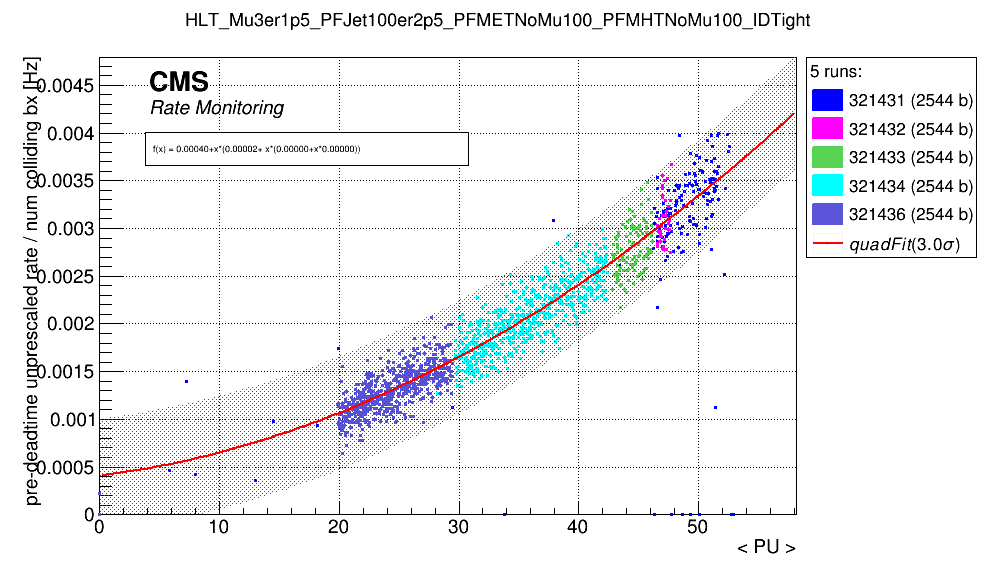 HLT_Mu3er1p5_PFJet100er2p5_PFMETNoMu100_PFMHTNoMu100_IDTight
pre-deadtime unprescaled rate / num colliding bx [Hz]
CMS
Rate Monitoring
f(x) = 0.00040+x*(0.00002+ x*(0.00000+x*0.00000))
0.0045
0.004
0.0035
0.003
0.0025
0.002
0.0015
0.001
0.0005
0
0 10 20 30 40 50
< PU >
5 runs:
321431 (2544 b)
321432 (2544 b)
321433 (2544 b)
321434 (2544 b)
321436 (2544 b)
quadFit(3.0σ)